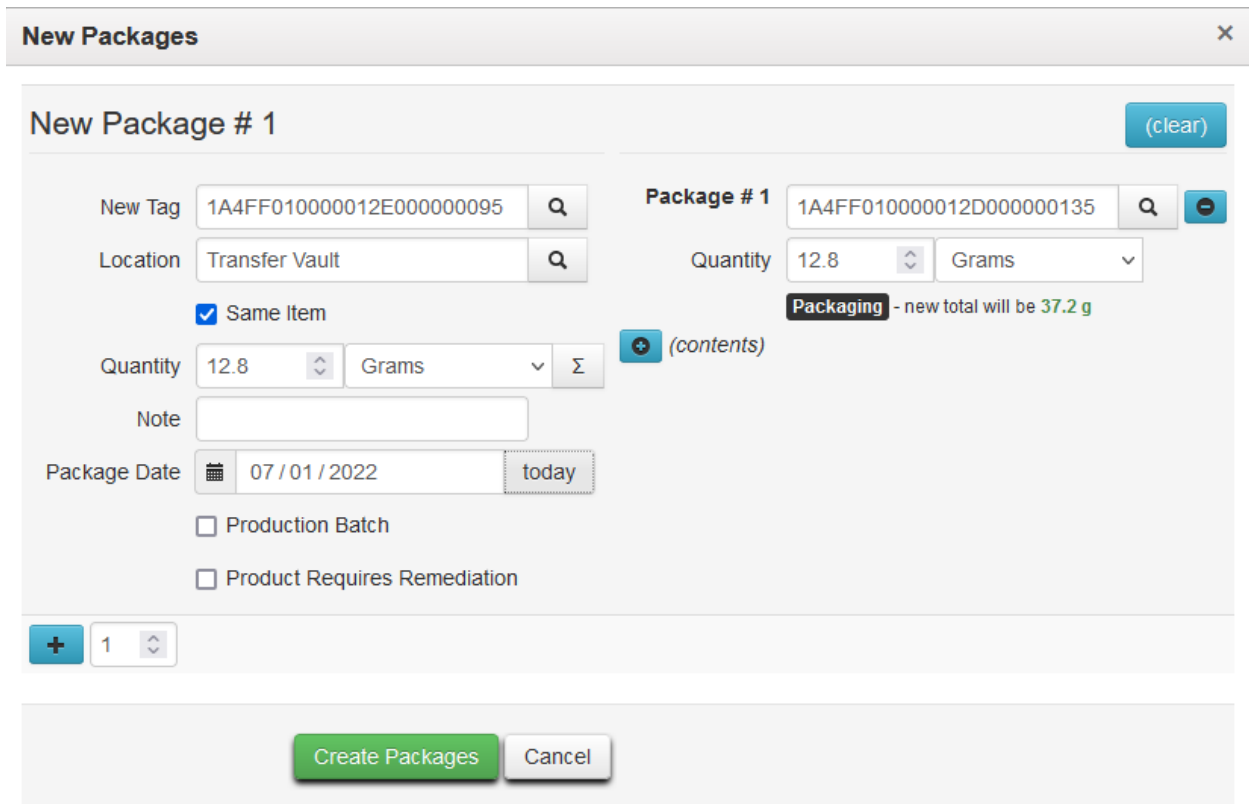 New Packages ×
New Package # 1
(clear)
New Tag 1A4FF010000012E000000095
Location Transfer Vault
Same Item
Quantity 12.8 Grams Σ
Note
Package Date 07 / 01 / 2022 today
Production Batch
Product Requires Remediation
Package # 1 1A4FF010000012D000000135
Quantity 12.8 Grams
Packaging - new total will be 37.2 g
(contents)
1
Create Packages Cancel